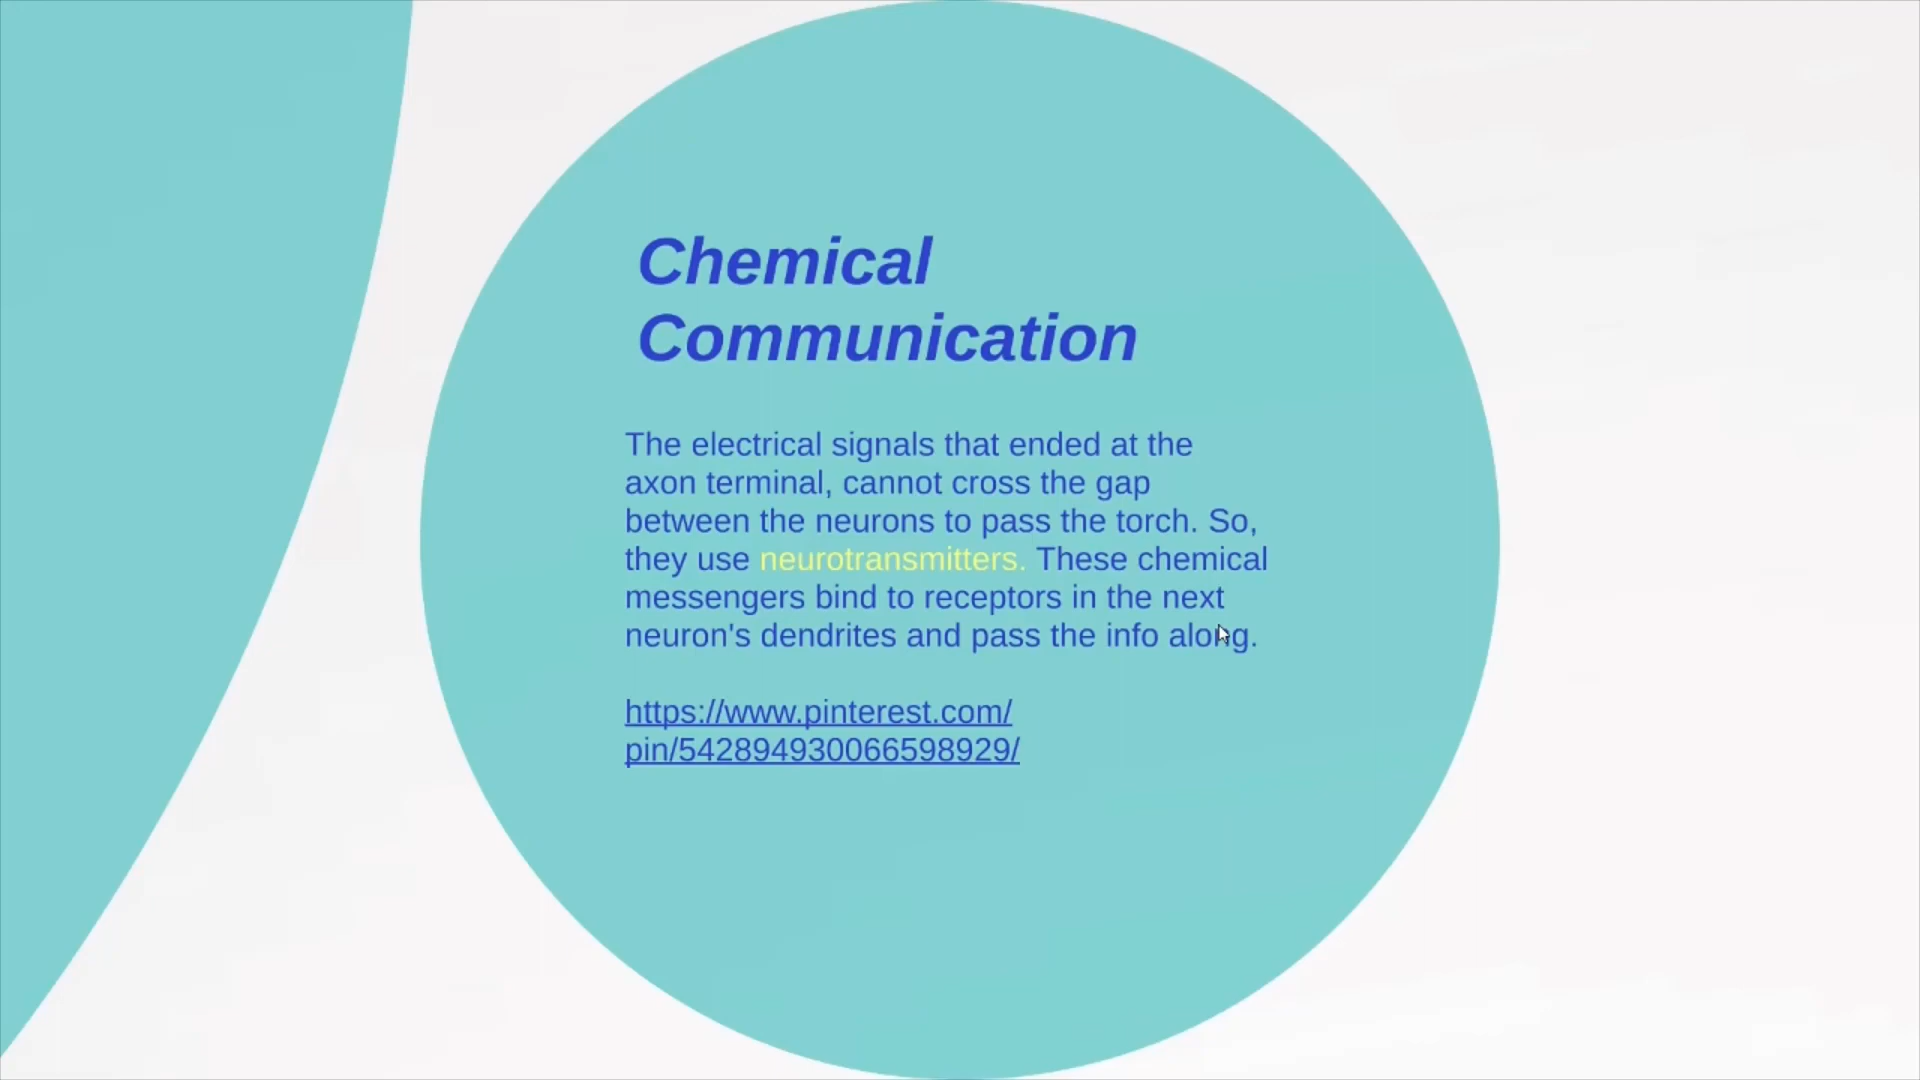 Chemical
Communication
The electrical signals that ended at the
axon terminal, cannot cross the gap
between the neurons to pass the torch. So,
they use neurotransmitters. These chemical
messengers bind to receptors in the next
neuron's dendrites and pass the info along.
https://www.pinterest.com/
pin/542894930066598929/